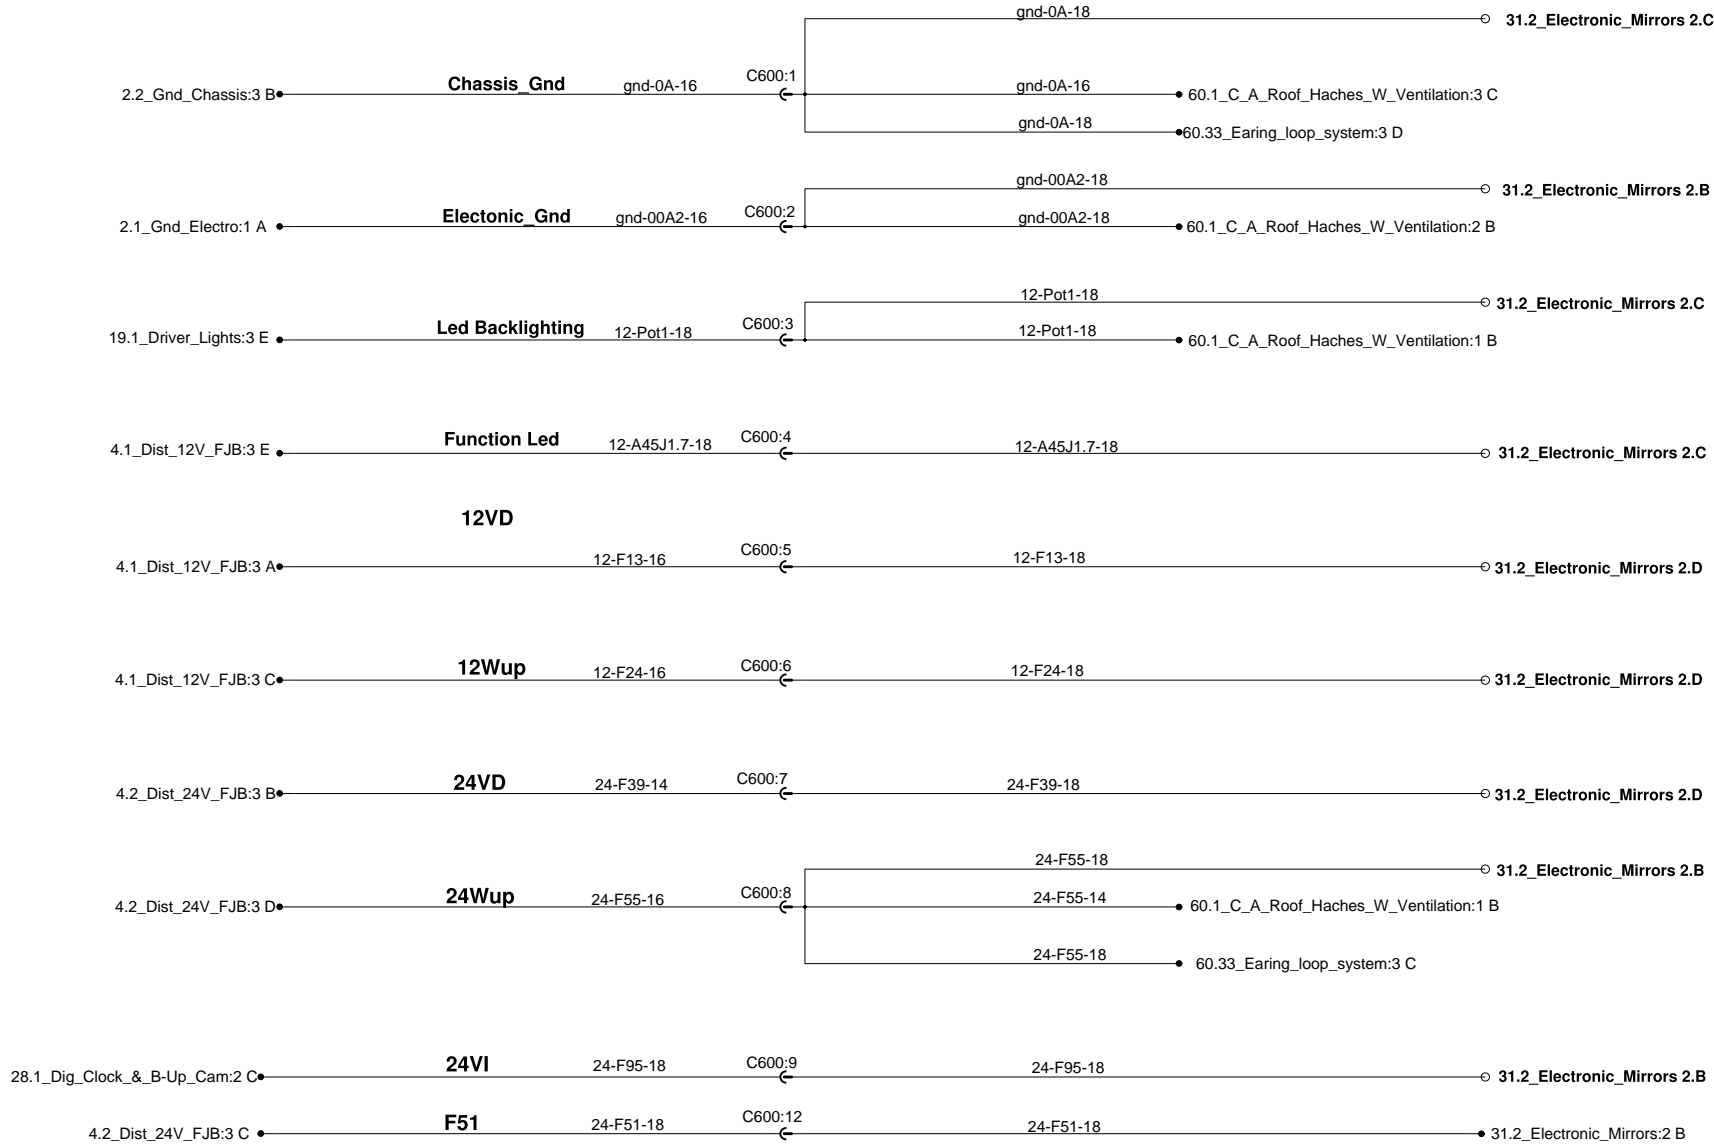 gnd-0A-18
31.2_Electronic_Mirrors 2.C
2.2_Gnd_Chassis:3 B
Chassis_Gnd
gnd-0A-16
C600:1
gnd-0A-16
60.1_C_A_Roof_Haches_W_Ventilation:3 C
gnd-0A-18
60.33_Earing_loop_system:3 D
gnd-00A2-18
31.2_Electronic_Mirrors 2.B
2.1_Gnd_Electro:1 A
Electonic_Gnd
gnd-00A2-16
C600:2
gnd-00A2-18
60.1_C_A_Roof_Haches_W_Ventilation:2 B
12-Pot1-18
31.2_Electronic_Mirrors 2.C
19.1_Driver_Lights:3 E
Led Backlighting
12-Pot1-18
C600:3
12-Pot1-18
60.1_C_A_Roof_Haches_W_Ventilation:1 B
4.1_Dist_12V_FJB:3 E
Function Led
12-A45J1.7-18
C600:4
12-A45J1.7-18
31.2_Electronic_Mirrors 2.C
12VD
4.1_Dist_12V_FJB:3 A
12-F13-16
C600:5
12-F13-18
31.2_Electronic_Mirrors 2.D
4.1_Dist_12V_FJB:3 C
12Wup
12-F24-16
C600:6
12-F24-18
31.2_Electronic_Mirrors 2.D
4.2_Dist_24V_FJB:3 B
24VD
24-F39-14
C600:7
24-F39-18
31.2_Electronic_Mirrors 2.D
24-F55-18
31.2_Electronic_Mirrors 2.B
4.2_Dist_24V_FJB:3 D
24Wup
24-F55-16
C600:8
24-F55-14
60.1_C_A_Roof_Haches_W_Ventilation:1 B
24-F55-18
60.33_Earing_loop_system:3 C
28.1_Dig_Clock_&_B-Up_Cam:2 C
24VI
24-F95-18
C600:9
24-F95-18
31.2_Electronic_Mirrors 2.B
4.2_Dist_24V_FJB:3 C
F51
24-F51-18
C600:12
24-F51-18
31.2_Electronic_Mirrors:2 B